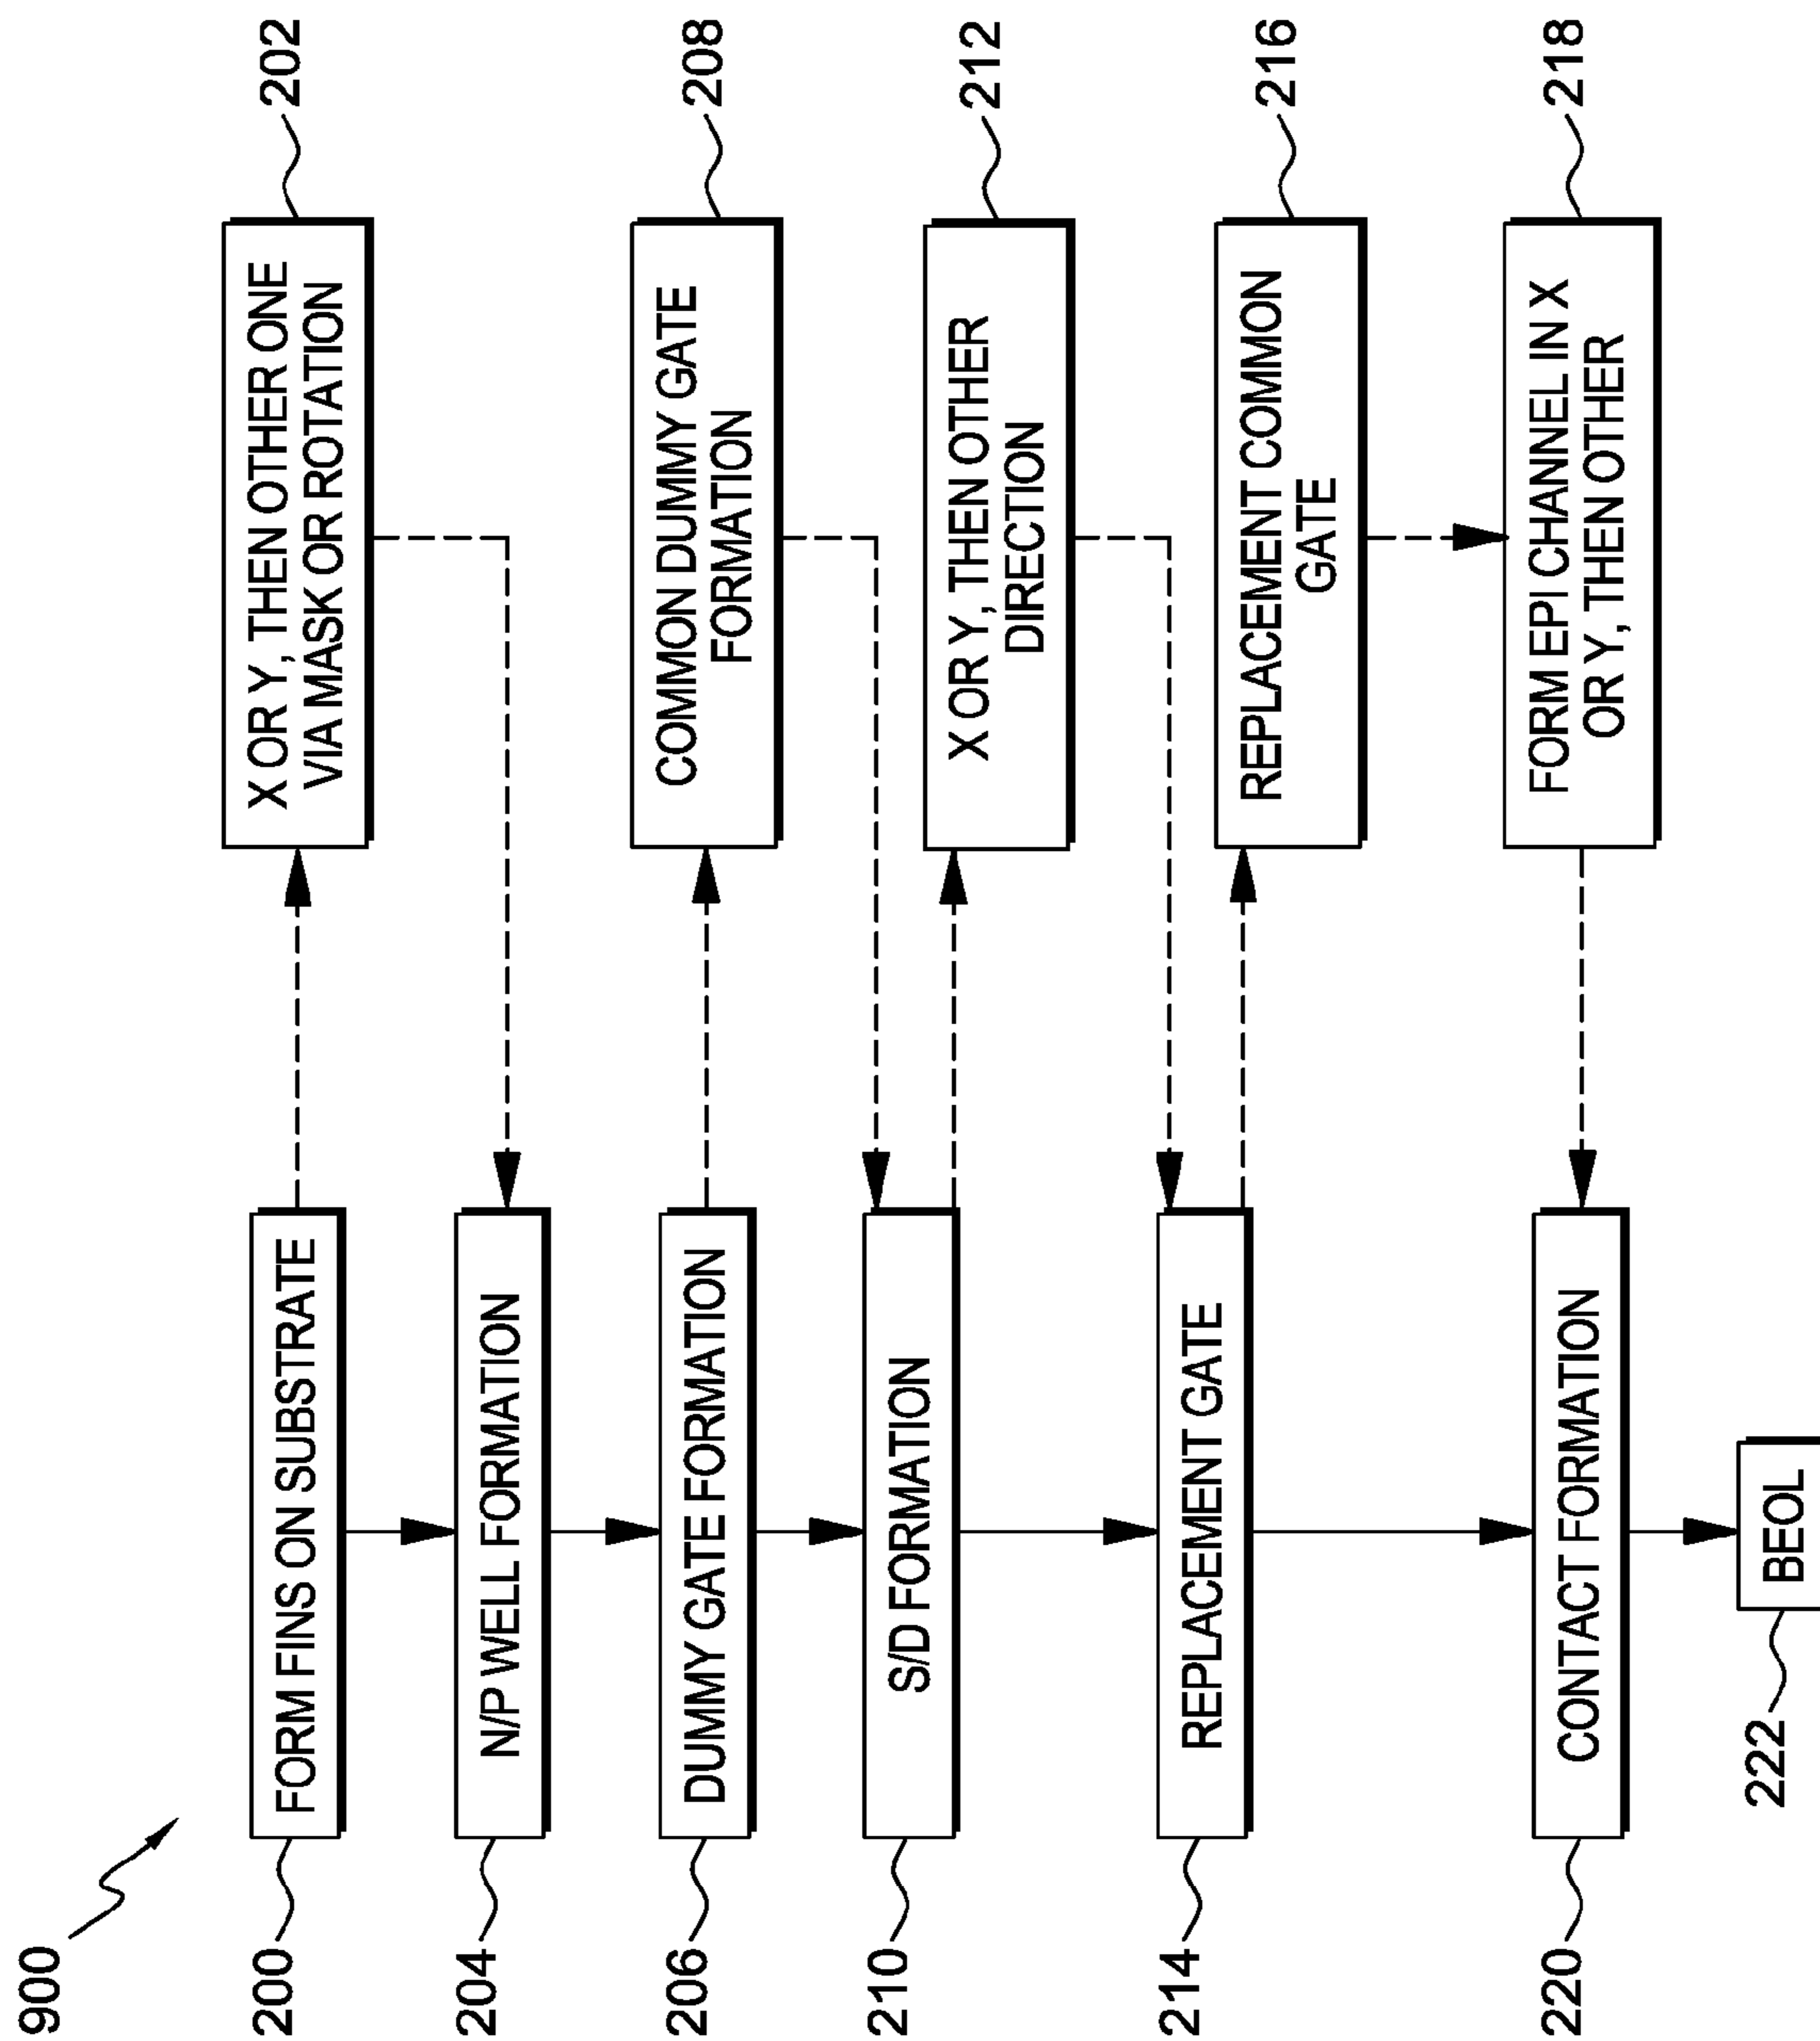 900
200
FORM FINS ON SUBSTRATE
X OR Y, THEN OTHER ONE
VIA MASK OR ROTATION
202
204
N/P WELL FORMATION
206
DUMMY GATE FORMATION
COMMON DUMMY GATE
FORMATION
208
210
S/D FORMATION
X OR Y, THEN OTHER
DIRECTION
212
214
REPLACEMENT GATE
REPLACEMENT COMMON
GATE
216
FORM EPI CHANNEL IN X
OR Y, THEN OTHER
218
220
CONTACT FORMATION
222
BEOL